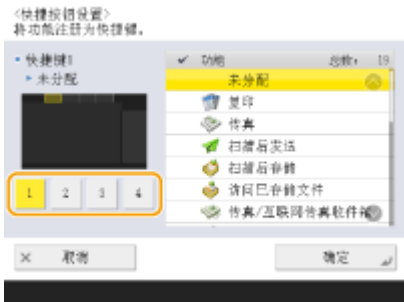 <快捷按钮设置>
将功能注册为快捷键。
快捷键1
未分配
1 2 3 4
功能 总数: 19
未分配
复印
传真
扫描后发送
扫描后存储
访问已存储文件
传真/互联网传真收件箱
取消
确定